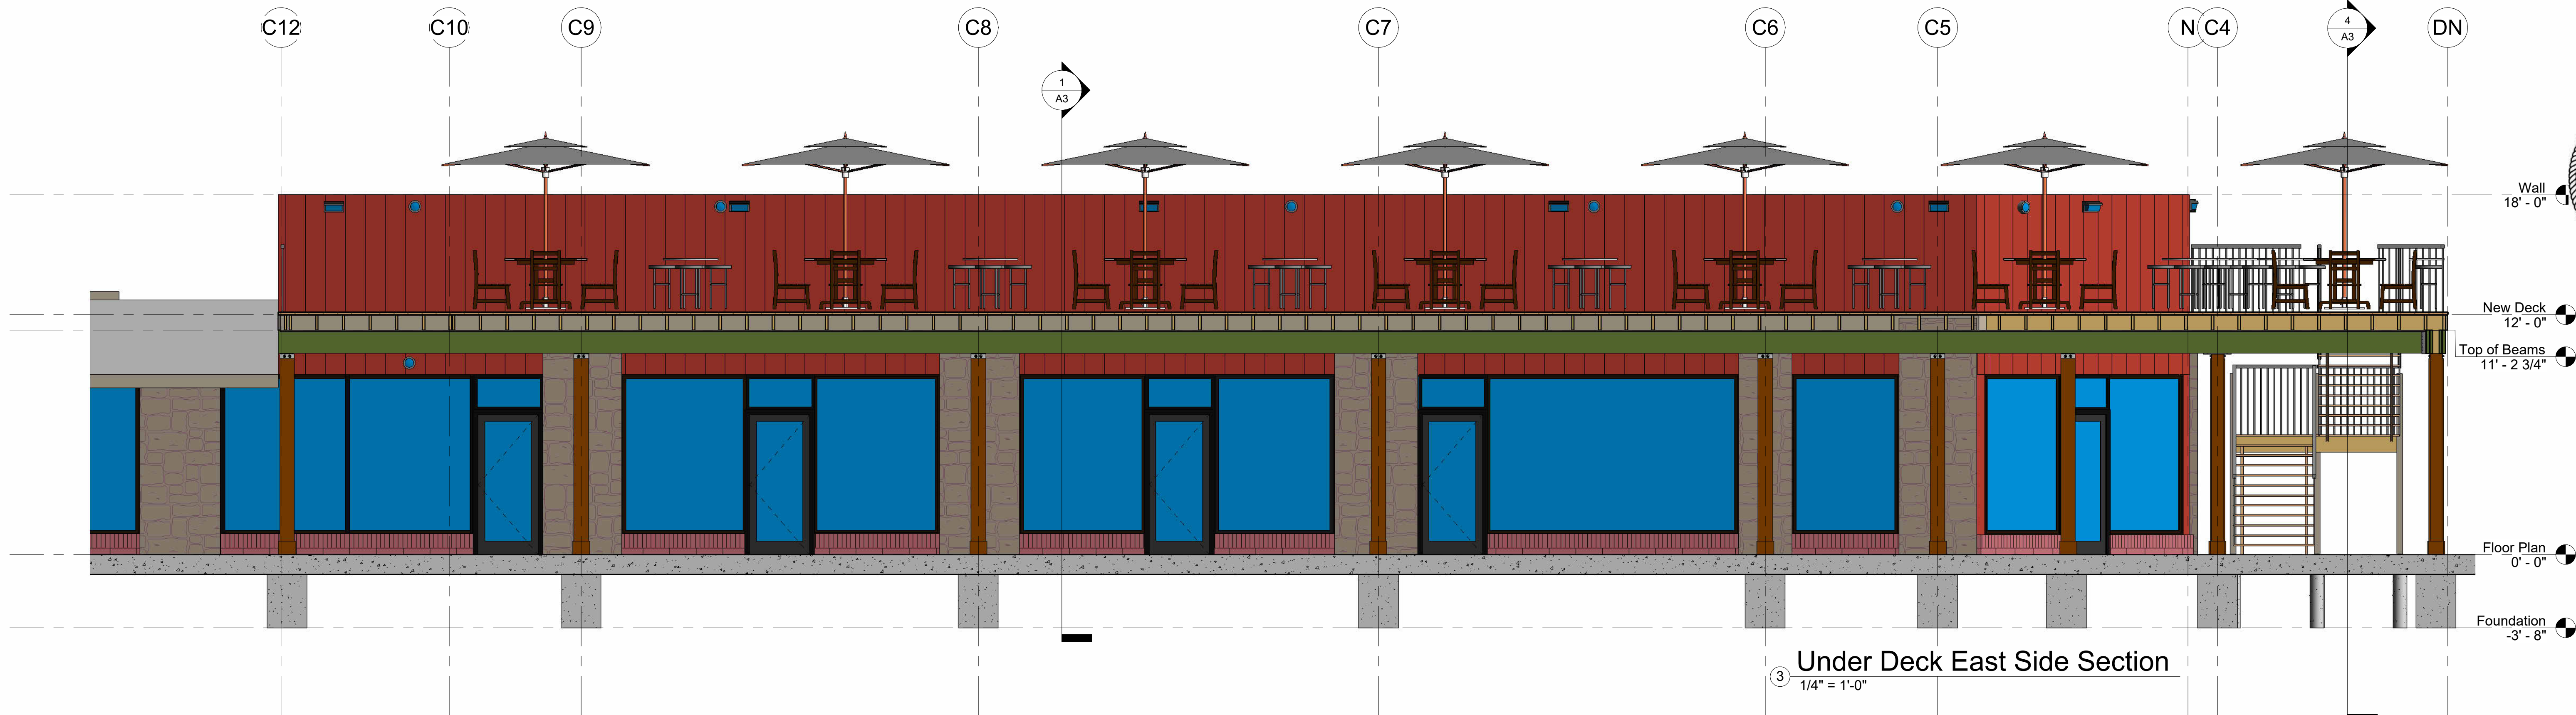 C12
C10
C9
C8
C7
C6
C5
N
C4
4
A3
DN
1
A3
Wall
18' - 0"
New Deck
12' - 0"
Top of Beams
11' - 2 3/4"
Floor Plan
0' - 0"
Foundation
-3' - 8"
3
Under Deck East Side Section
1/4" = 1'-0"